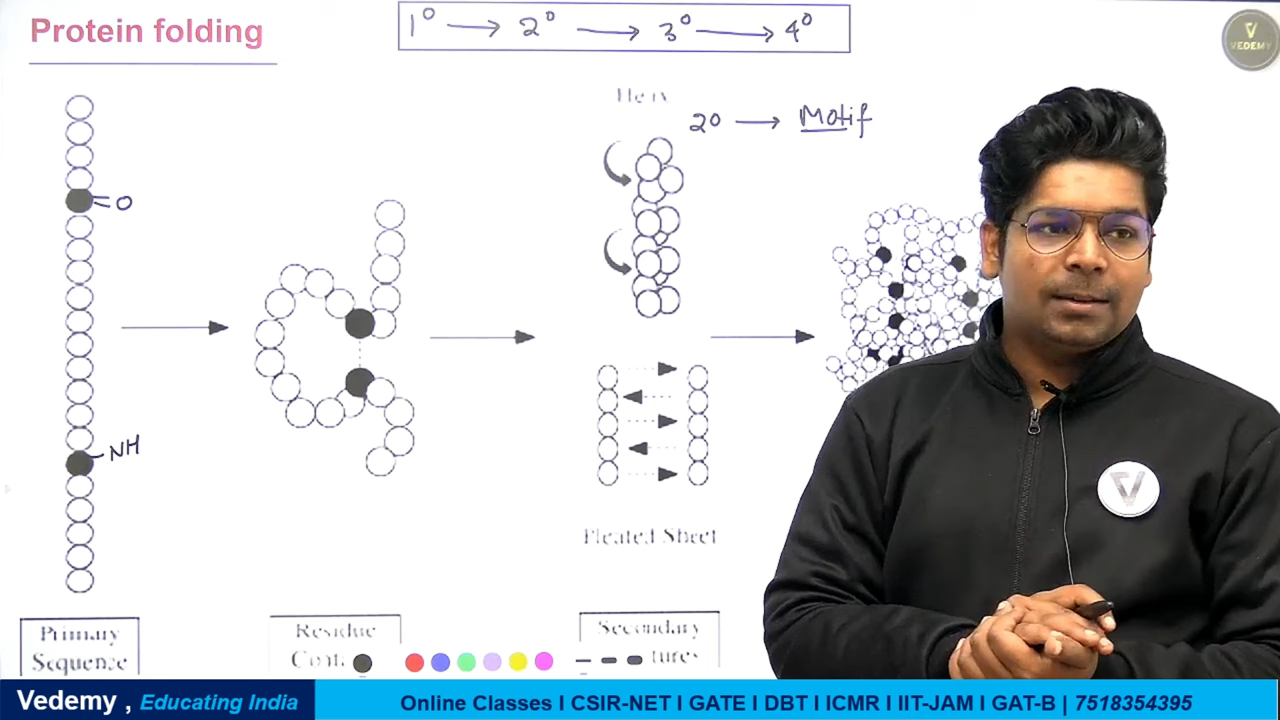 Protein folding
1° → 2° → 3° → 4°
VEDEMY
Helix
20 → Motif
=O
-NH
Pleated Sheet
Primary
Sequence
Residue
Secondary
Vedemy , Educating India
Online Classes I CSIR-NET I GATE I DBT I ICMR I IIT-JAM I GAT-B | 7518354395